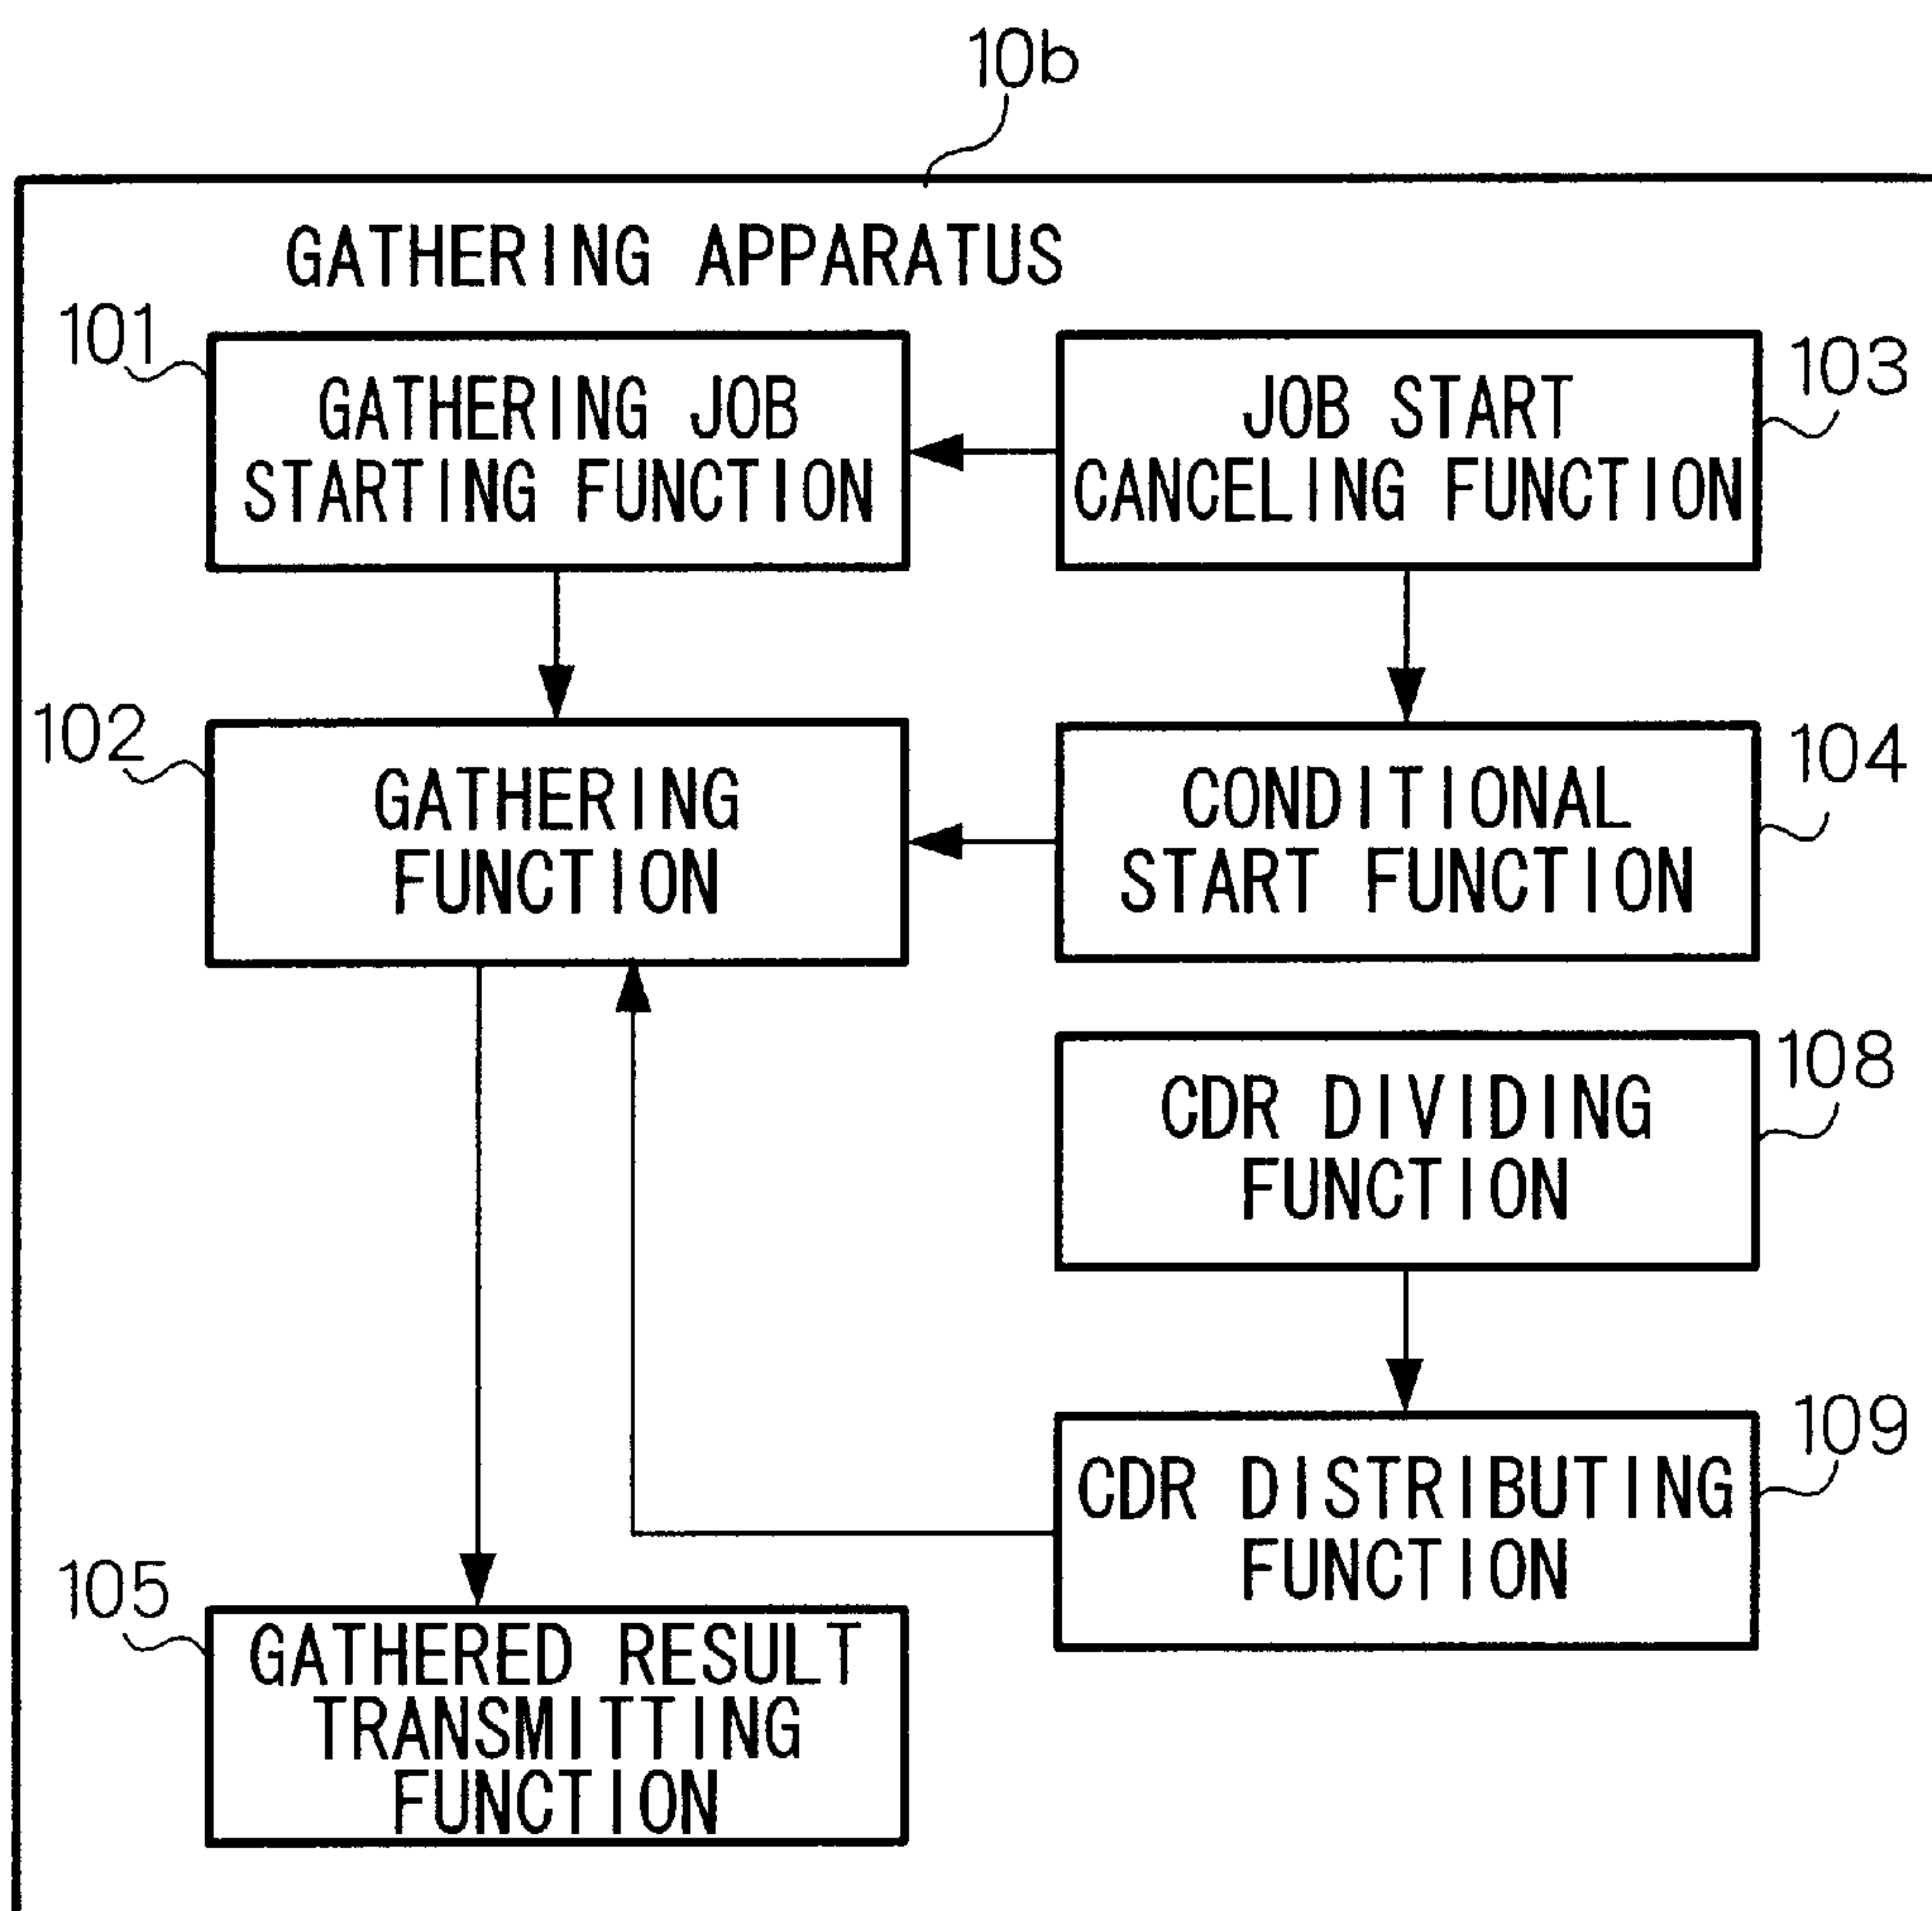 10b
GATHERING APPARATUS
101
GATHERING JOB
STARTING FUNCTION
JOB START
CANCELING FUNCTION
103
102
GATHERING
FUNCTION
CONDITIONAL
START FUNCTION
104
CDR DIVIDING
FUNCTION
108
CDR DISTRIBUTING
FUNCTION
109
105
GATHERED RESULT
TRANSMITTING
FUNCTION